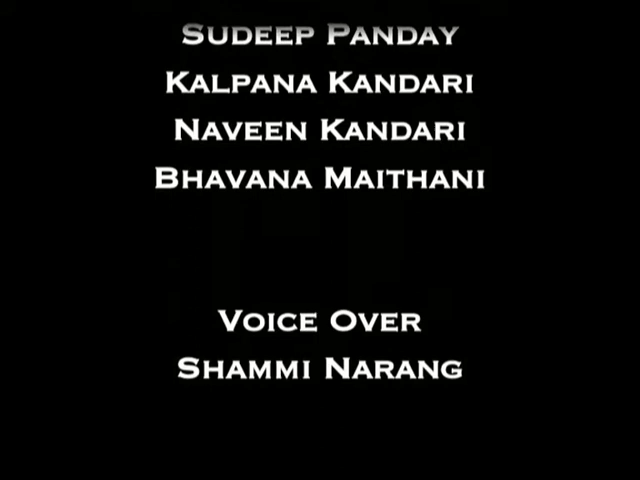 Sudeep Panday
Kalpana Kandari
Naveen Kandari
Bhavana Maithani
Voice Over
Shammi Narang